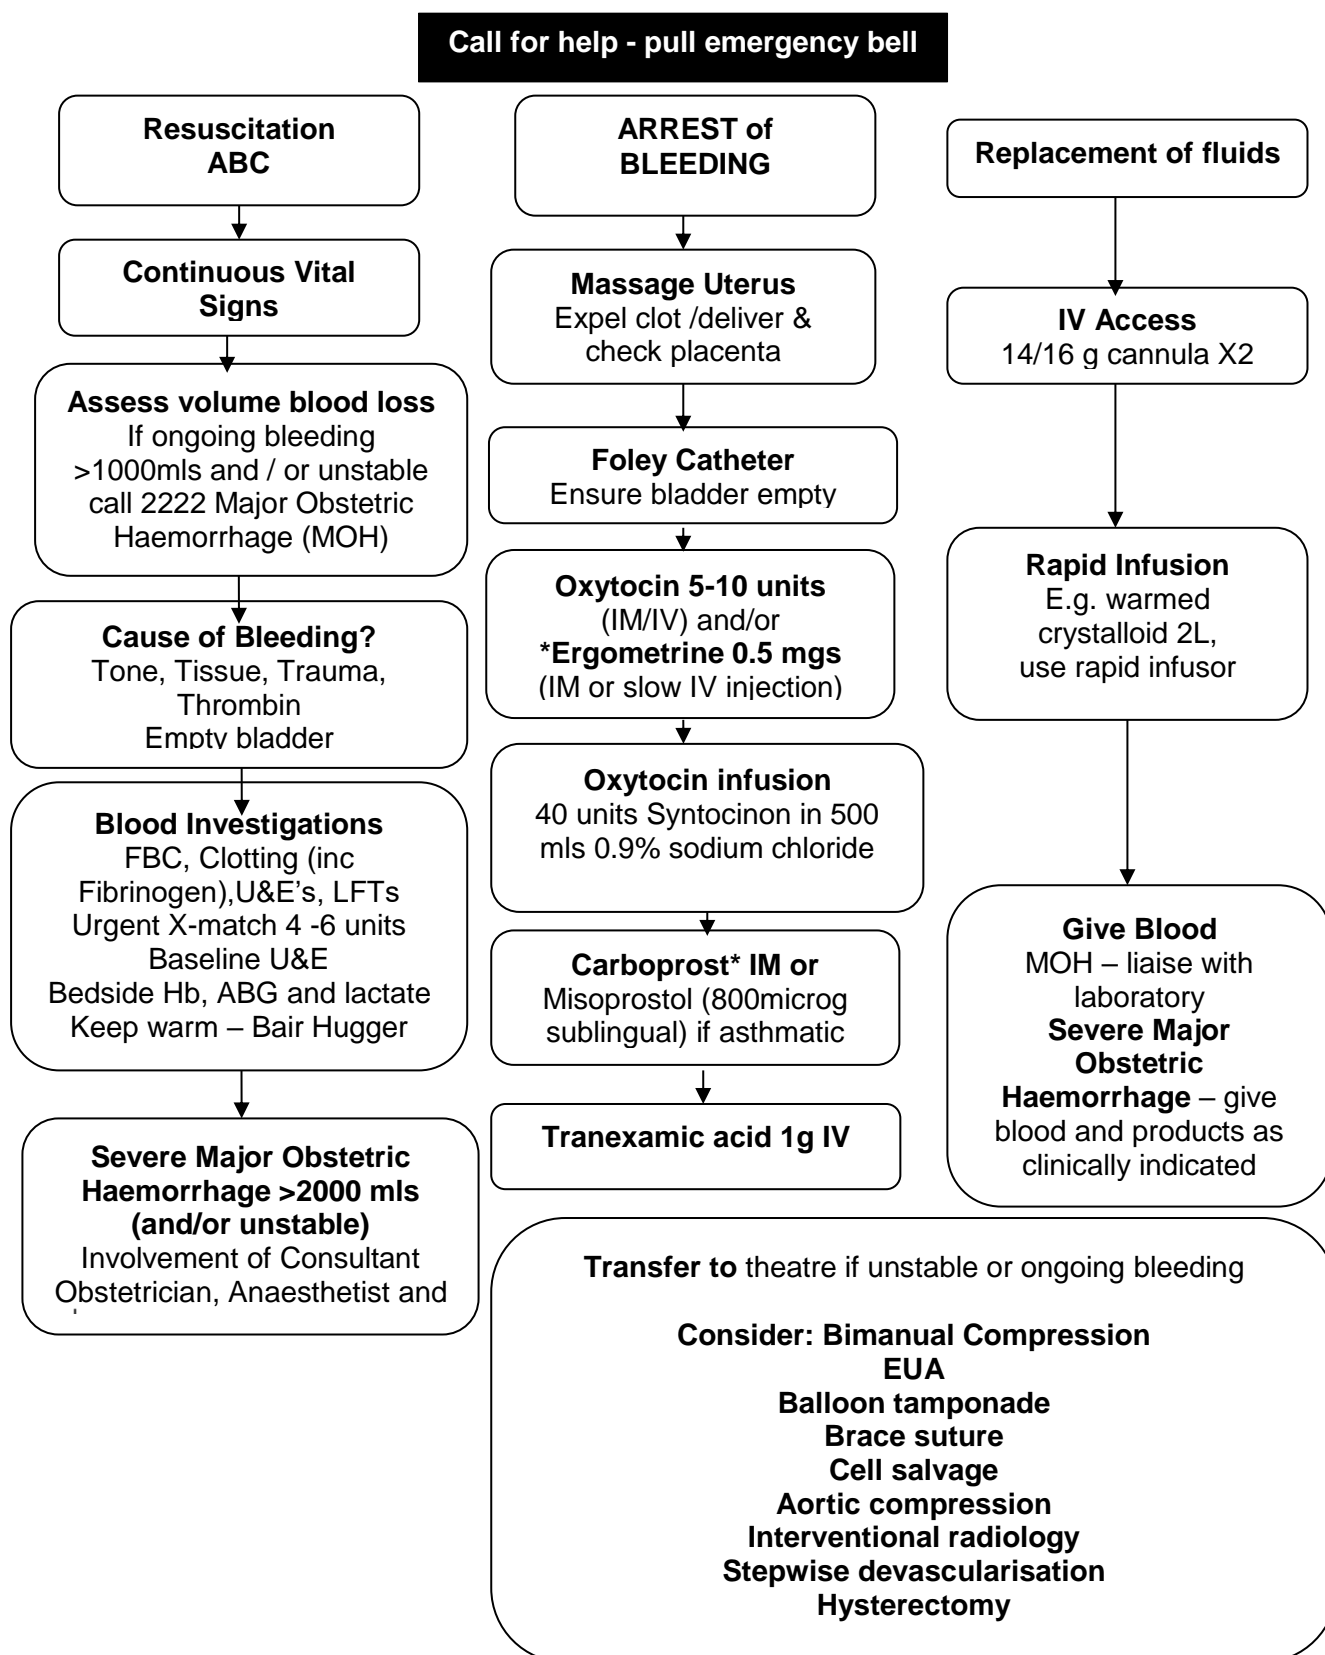 Call for help - pull emergency bell
Resuscitation
ABC
Continuous Vital
Signs
Assess volume blood loss
If ongoing bleeding
>1000mls and / or unstable
call 2222 Major Obstetric
Haemorrhage (MOH)
Cause of Bleeding?
Tone, Tissue, Trauma,
Thrombin
Empty bladder
Blood Investigations
FBC, Clotting (inc
Fibrinogen),U&E’s, LFTs
Urgent X-match 4 -6 units
Baseline U&E
Bedside Hb, ABG and lactate
Keep warm – Bair Hugger
Severe Major Obstetric
Haemorrhage >2000 mls
(and/or unstable)
Involvement of Consultant
Obstetrician, Anaesthetist and
ARREST of
BLEEDING
Massage Uterus
Expel clot /deliver &
check placenta
Foley Catheter
Ensure bladder empty
Oxytocin 5-10 units
(IM/IV) and/or
*Ergometrine 0.5 mgs
(IM or slow IV injection)
Oxytocin infusion
40 units Syntocinon in 500
mls 0.9% sodium chloride
Carboprost* IM or
Misoprostol (800microg
sublingual) if asthmatic
Tranexamic acid 1g IV
Replacement of fluids
IV Access
14/16 g cannula X2
Rapid Infusion
E.g. warmed
crystalloid 2L,
use rapid infusor
Give Blood
MOH – liaise with
laboratory
Severe Major
Obstetric
Haemorrhage – give
blood and products as
clinically indicated
Transfer to theatre if unstable or ongoing bleeding
Consider: Bimanual Compression
EUA
Balloon tamponade
Brace suture
Cell salvage
Aortic compression
Interventional radiology
Stepwise devascularisation
Hysterectomy